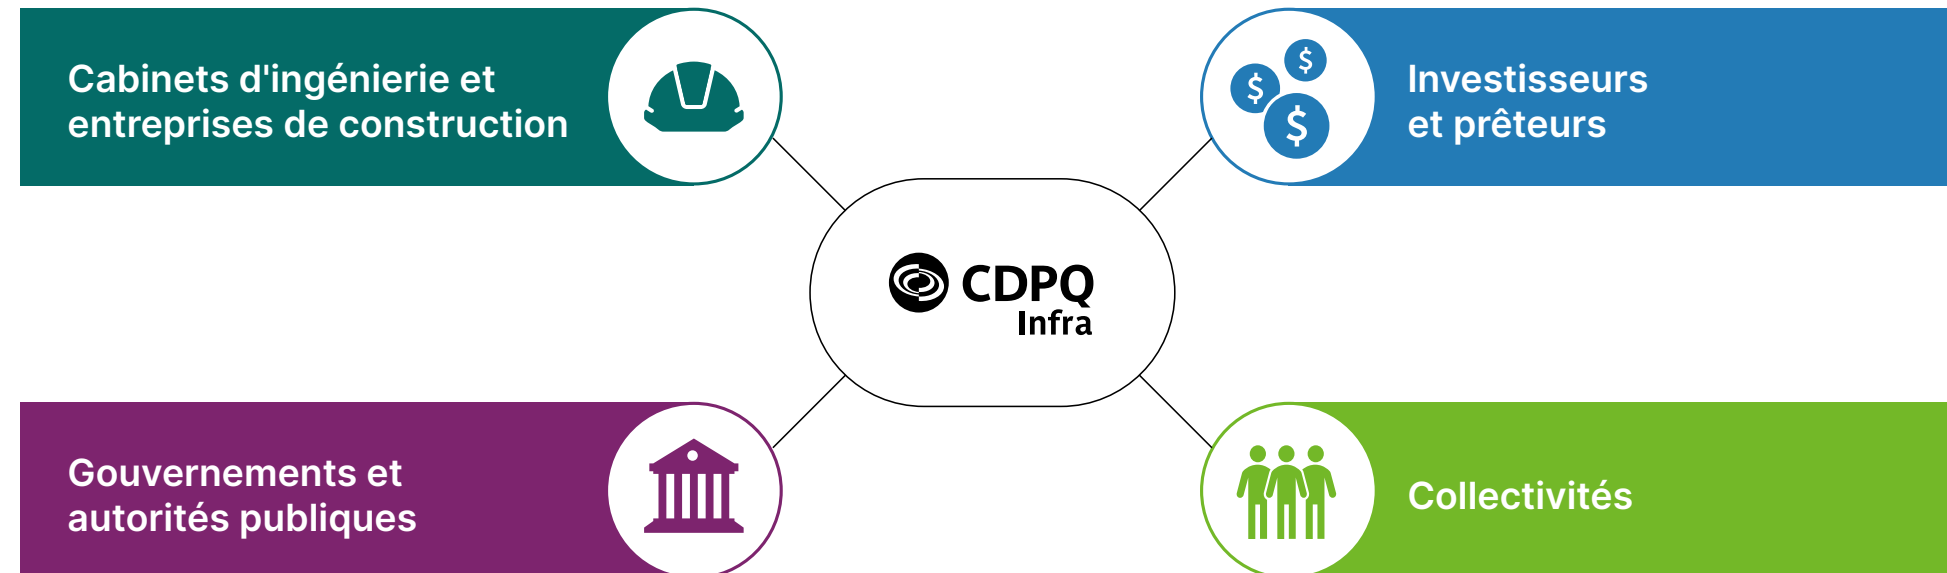 Cabinets d'ingénierie et
entreprises de construction
$
$
$
Investisseurs
et prêteurs
CDPQ
Infra
Gouvernements et
autorités publiques
Collectivités